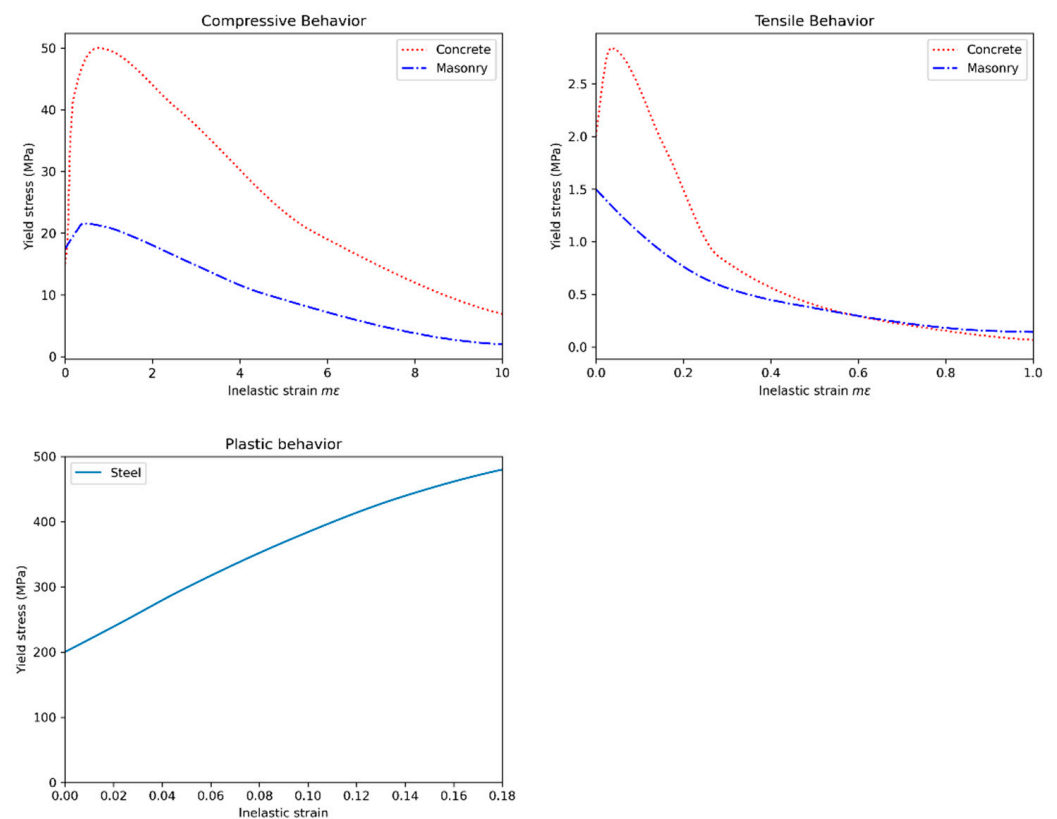 Compressive Behavior
Yield stress (MPa)
50
40
30
20
10
0
Concrete
Masonry
0 2 4 6 8 10
Inelastic strain mε
Tensile Behavior
Yield stress (MPa)
2.5
2.0
1.5
1.0
0.5
0.0
Concrete
Masonry
0.0 0.2 0.4 0.6 0.8 1.0
Inelastic strain mε
Plastic behavior
Yield stress (MPa)
500
400
300
200
100
0
Steel
0.00 0.02 0.04 0.06 0.08 0.10 0.12 0.14 0.16 0.18
Inelastic strain